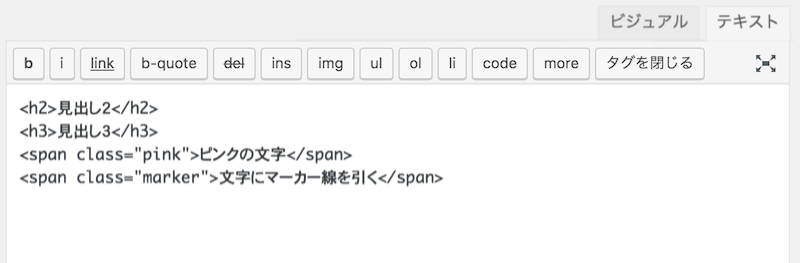 ビジュアル テキスト
b i link b-quote del ins img ul ol li code more タグを閉じる
<h2>見出し2</h2>
<h3>見出し3</h3>
<span class="pink">ピンクの文字</span>
<span class="marker">文字にマーカー線を引く</span>